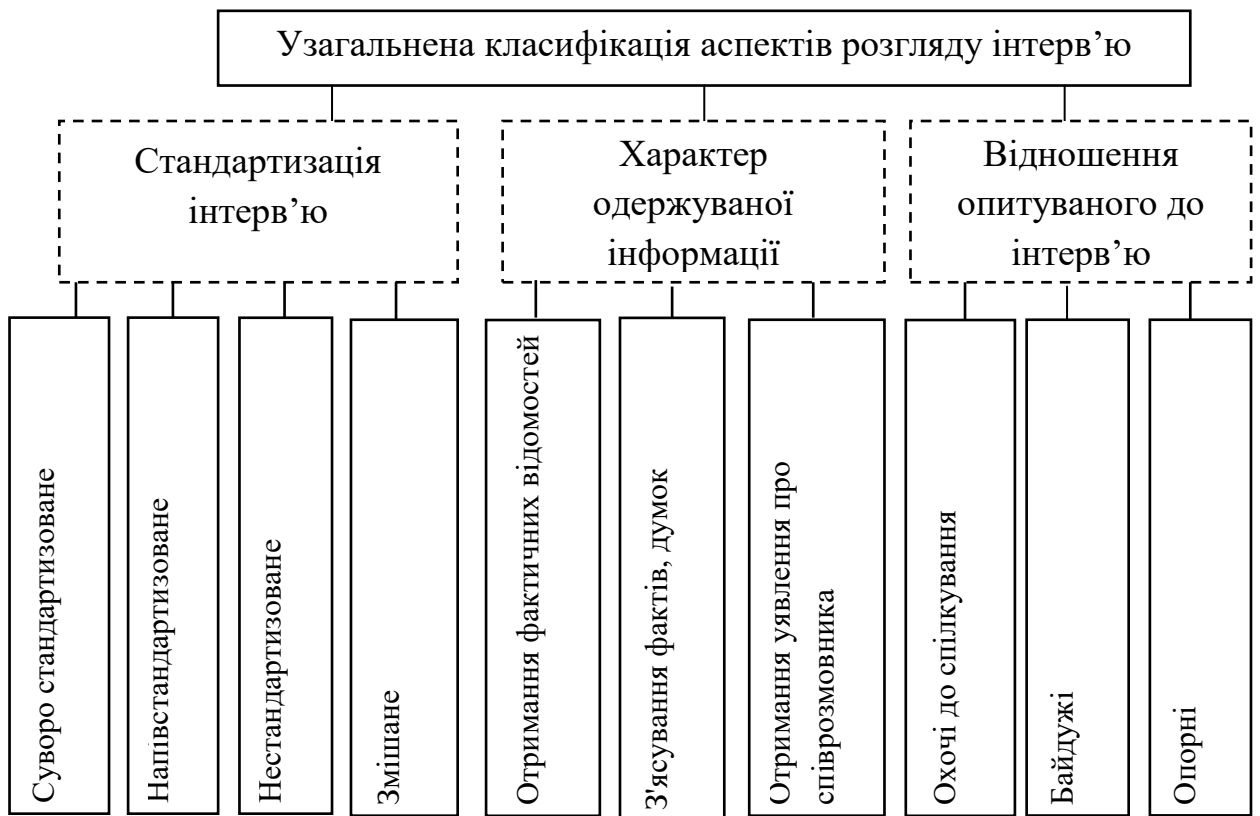 Узагальнена класифікація аспектів розгляду інтерв’ю
Стандартизація
інтерв’ю
Характер
одержуваної
інформації
Відношення
опитуваного до
інтерв’ю
Суворо стандартизоване
Напівстандартизоване
Нестандартизоване
Змішане
Отримання фактичних відомостей
З'ясування фактів, думок
Отримання уявлення про
співрозмовника
Охочі до спілкування
Байдужі
Опорні